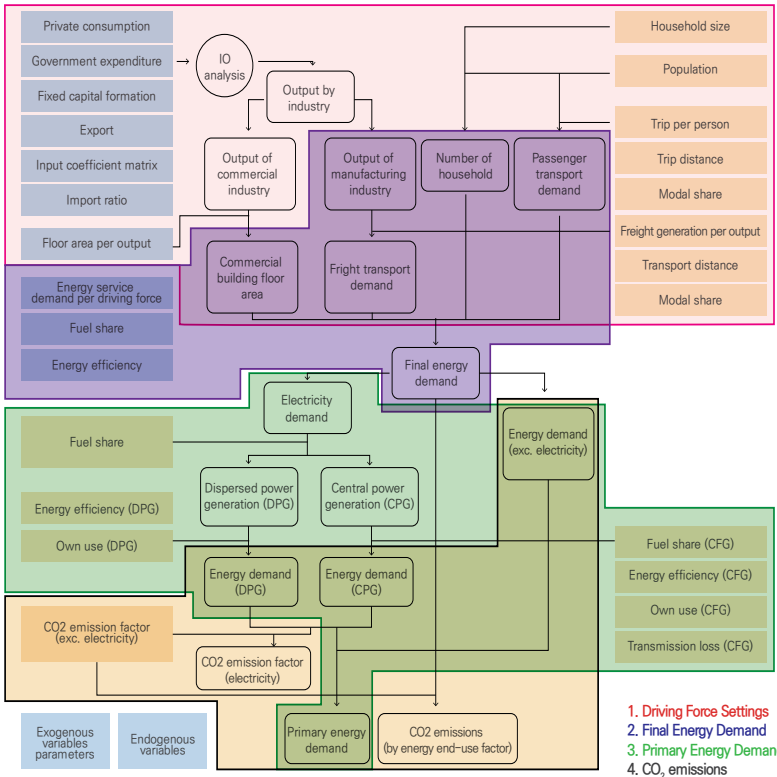 Private consumption
Government expenditure
Fixed capital formation
Export
Input coefficient matrix
Import ratio
Floor area per output
IO
analysis
Output by
industry
Household size
Population
Trip per person
Trip distance
Modal share
Freight generation per output
Transport distance
Modal share
Output of
commercial
industry
Output of
manufacturing
industry
Number of
household
Passenger
transport
demand
Commercial
building floor
area
Fright transport
demand
Energy service
demand per driving force
Fuel share
Energy efficiency
Final energy
demand
Electricity
demand
Energy demand
(exc. electricity)
Fuel share
Energy efficiency (DPG)
Own use (DPG)
Dispersed power
generation (DPG)
Central power
generation (CPG)
Energy demand
(DPG)
Energy demand
(CPG)
Fuel share (CFG)
Energy efficiency (CFG)
Own use (CFG)
Transmission loss (CFG)
CO2 emission factor
(exc. electricity)
CO2 emission factor
(electricity)
Exogenous
variables
parameters
Endogenous
variables
Primary energy
demand
CO2 emissions
(by energy end-use factor)
1. Driving Force Settings
2. Final Energy Demand
3. Primary Energy Deman
4. CO₂ emissions